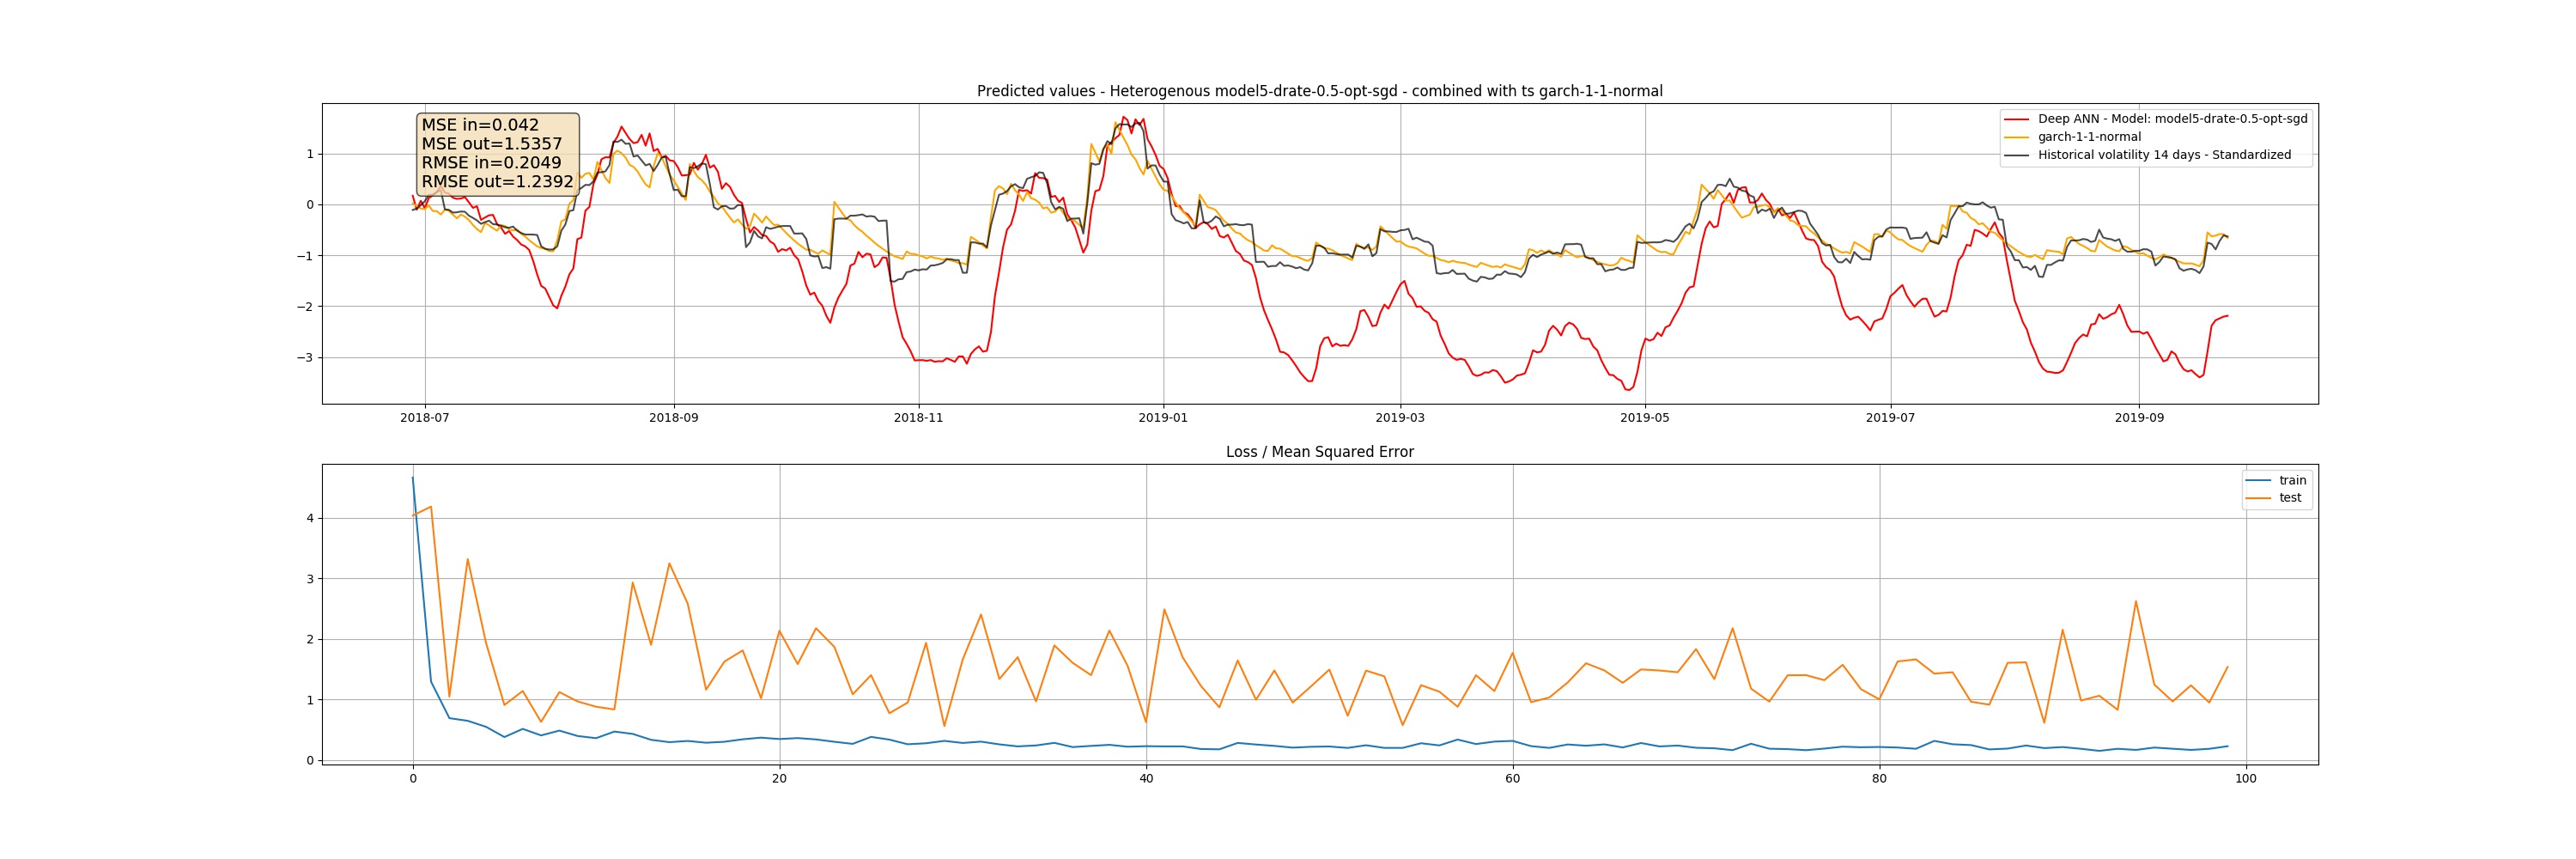 Predicted values - Heterogenous model5-drate-0.5-opt-sgd - combined with ts garch-1-1-normal
MSE in=0.042
MSE out=1.5357
RMSE in=0.2049
RMSE out=1.2392
Deep ANN - Model: model5-drate-0.5-opt-sgd
garch-1-1-normal
Historical volatility 14 days - Standardized
1
0
−1
−2
−3
2018-07 2018-09 2018-11 2019-01 2019-03 2019-05 2019-07 2019-09
Loss / Mean Squared Error
train
test
4
3
2
1
0
0 20 40 60 80 100